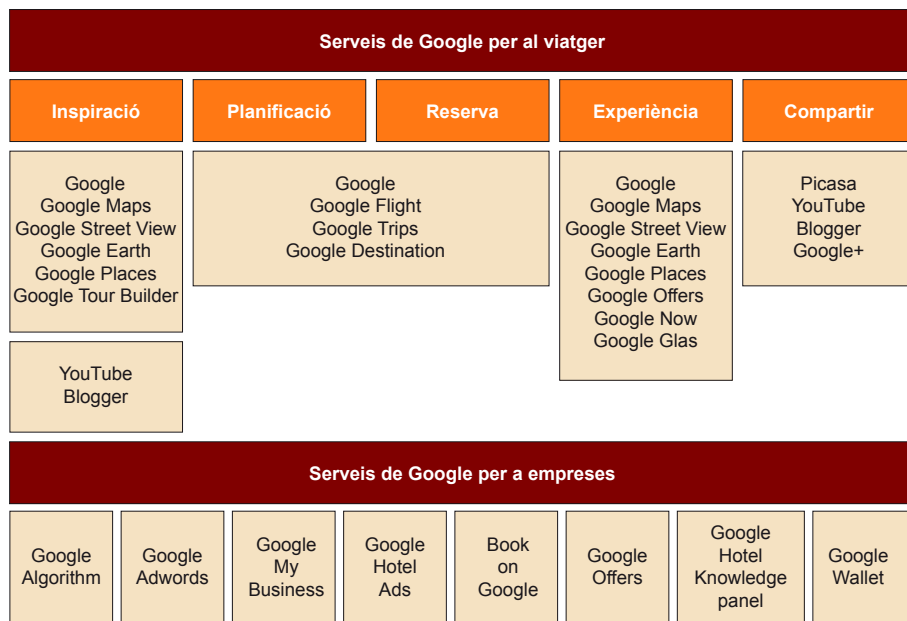 Serveis de Google per al viatger
Inspiració
Planificació
Reserva
Experiència
Compartir
Google
Google Maps
Google Street View
Google Earth
Google Places
Google Tour Builder
YouTube
Blogger
Google
Google Flight
Google Trips
Google Destination
Google
Google Maps
Google Street View
Google Earth
Google Places
Google Offers
Google Now
Google Glas
Picasa
YouTube
Blogger
Google+
Serveis de Google per a empreses
Google
Algorithm
Google
Adwords
Google
My
Business
Google
Hotel
Ads
Book
on
Google
Google
Offers
Google
Hotel
Knowledge
panel
Google
Wallet